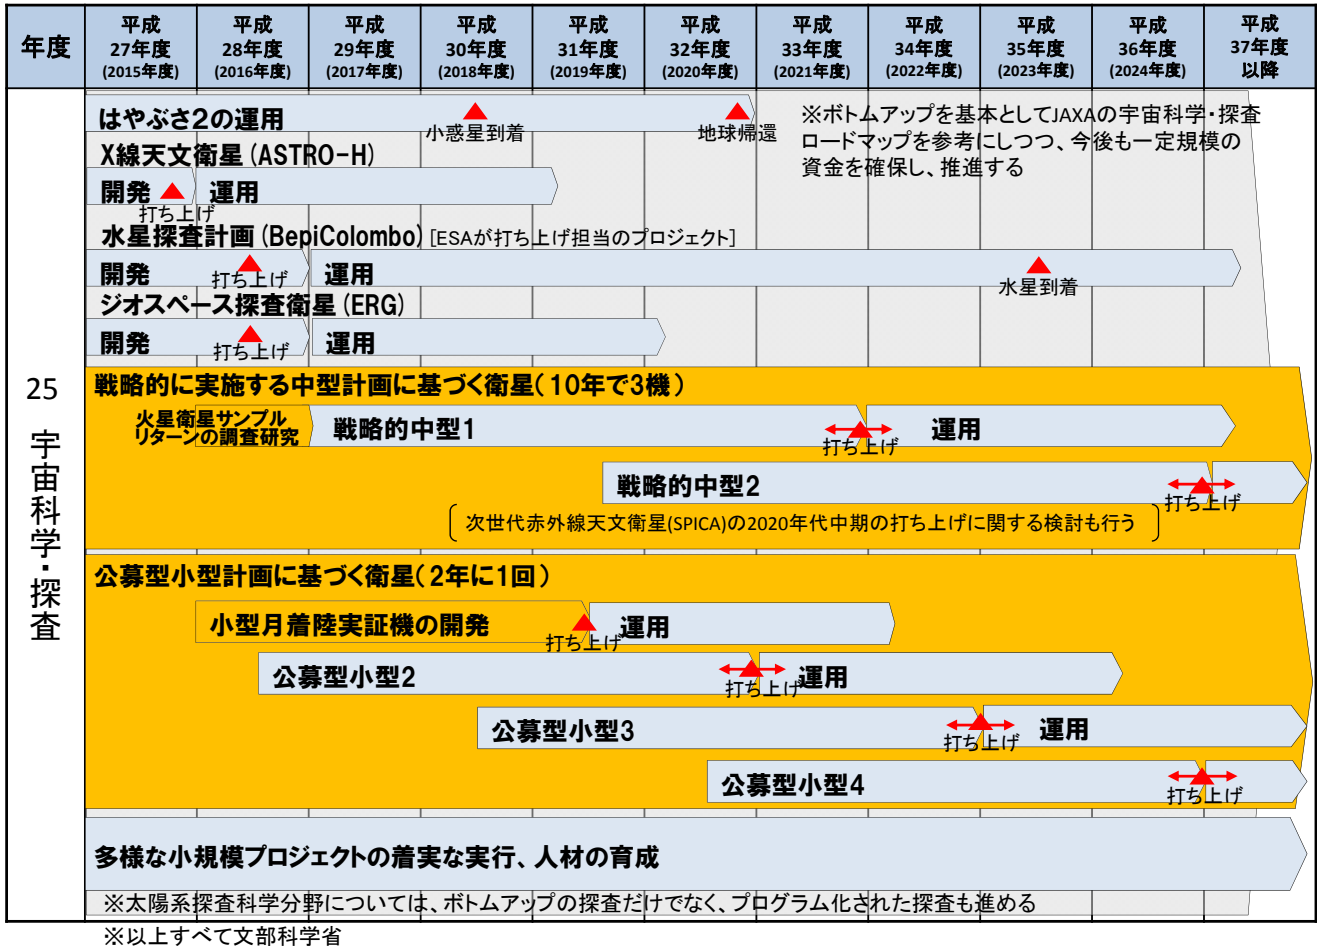 年度
平成
27年度
(2015年度)
平成
28年度
(2016年度)
平成
29年度
(2017年度)
平成
30年度
(2018年度)
平成
31年度
(2019年度)
平成
32年度
(2020年度)
平成
33年度
(2021年度)
平成
34年度
(2022年度)
平成
35年度
(2023年度)
平成
36年度
(2024年度)
平成
37年度
以降
25
宇宙科学・探査
はやぶさ2の運用
小惑星到着
地球帰還
※ボトムアップを基本としてJAXAの宇宙科学・探査
ロードマップを参考にしつつ、今後も一定規模の
資金を確保し、推進する
X線天文衛星(ASTRO-H)
開発
打ち上げ
運用
水星探査計画(BepiColombo)[ESAが打ち上げ担当のプロジェクト]
開発
打ち上げ
運用
水星到着
ジオスペース探査衛星(ERG)
開発
打ち上げ
運用
戦略的に実施する中型計画に基づく衛星(10年で3機)
火星衛星サンプル
リターンの調査研究
戦略的中型1
打ち上げ
運用
戦略的中型2
打ち上げ
次世代赤外線天文衛星(SPICA)の2020年代中期の打ち上げに関する検討も行う
公募型小型計画に基づく衛星(2年に1回)
小型月着陸実証機の開発
打ち上げ
運用
公募型小型2
打ち上げ
運用
公募型小型3
打ち上げ
運用
公募型小型4
打ち上げ
多様な小規模プロジェクトの着実な実行、人材の育成
※太陽系探査科学分野については、ボトムアップの探査だけでなく、プログラム化された探査も進める
※以上すべて文部科学省